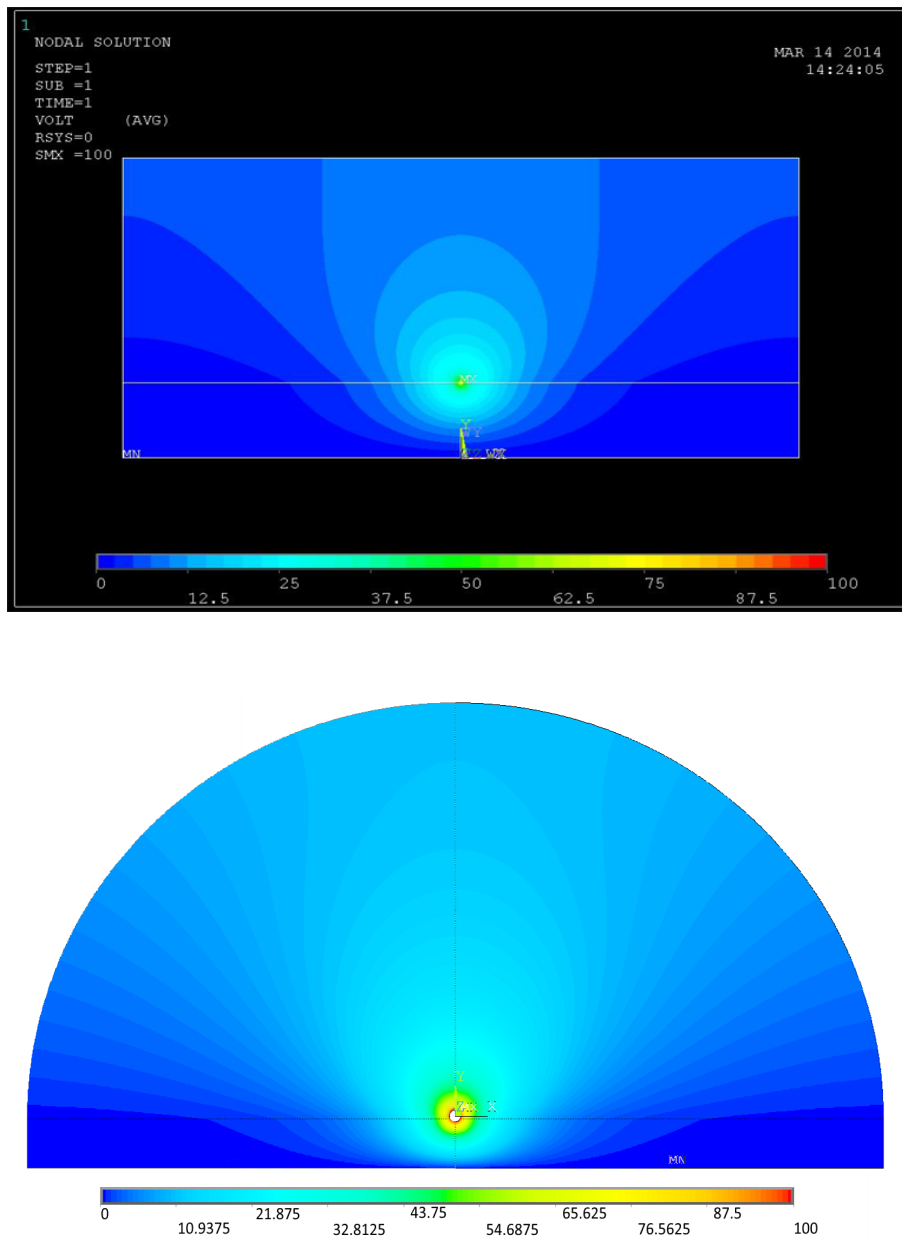 1
NODAL SOLUTION
MAR 14 2014
14:24:05
STEP=1
SUB =1
TIME=1
VOLT (AVG)
RSYS=0
SMX =100
MX
Y
MN
0 25 50 75 100
12.5 37.5 62.5 87.5
Y
X
MN
0 21.875 43.75 65.625 87.5
10.9375 32.8125 54.6875 76.5625 100